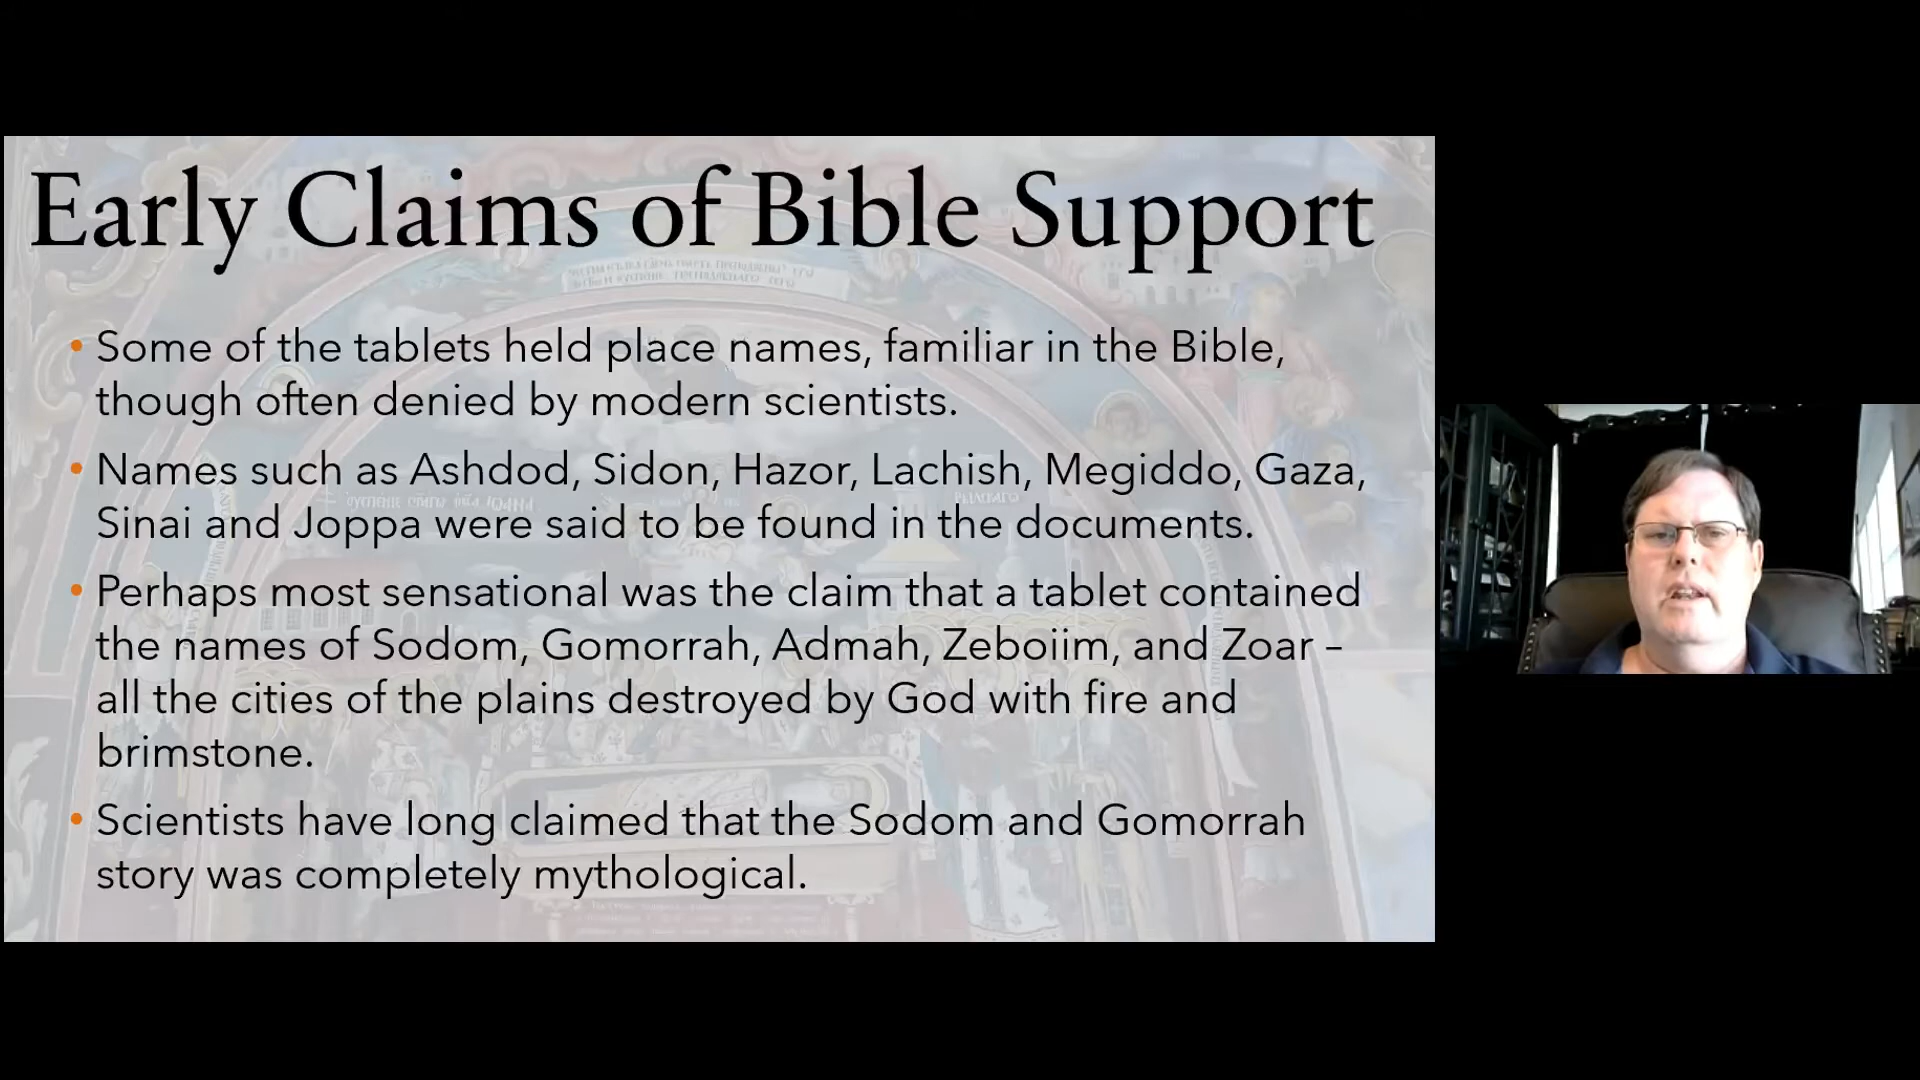 Early Claims of Bible Support
• Some of the tablets held place names, familiar in the Bible,
though often denied by modern scientists.
• Names such as Ashdod, Sidon, Hazor, Lachish, Megiddo, Gaza,
Sinai and Joppa were said to be found in the documents.
• Perhaps most sensational was the claim that a tablet contained
the names of Sodom, Gomorrah, Admah, Zeboiim, and Zoar –
all the cities of the plains destroyed by God with fire and
brimstone.
• Scientists have long claimed that the Sodom and Gomorrah
story was completely mythological.